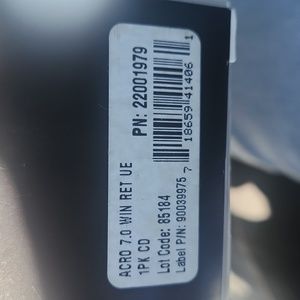 ACRO 7.0 WIN RET UE
1PK CD
PN: 22001979
Lot Code: 85184
Label P/N: 90039975
7 18659 41406 1